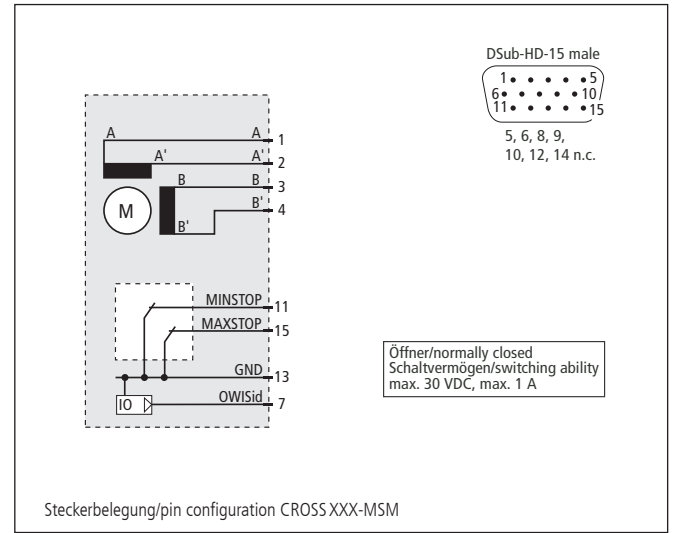 DSub-HD-15 male
1 5
6 10
11 15
5, 6, 8, 9,
10, 12, 14 n.c.
A A 1
A' A' 2
B B 3
B' 4
M
B'
MINSTOP 11
MAXSTOP 15
GND 13
IO OWISid 7
Öffner/normally closed
Schaltvermögen/switching ability
max. 30 VDC, max. 1 A
Steckerbelegung/pin configuration CROSS XXX-MSM